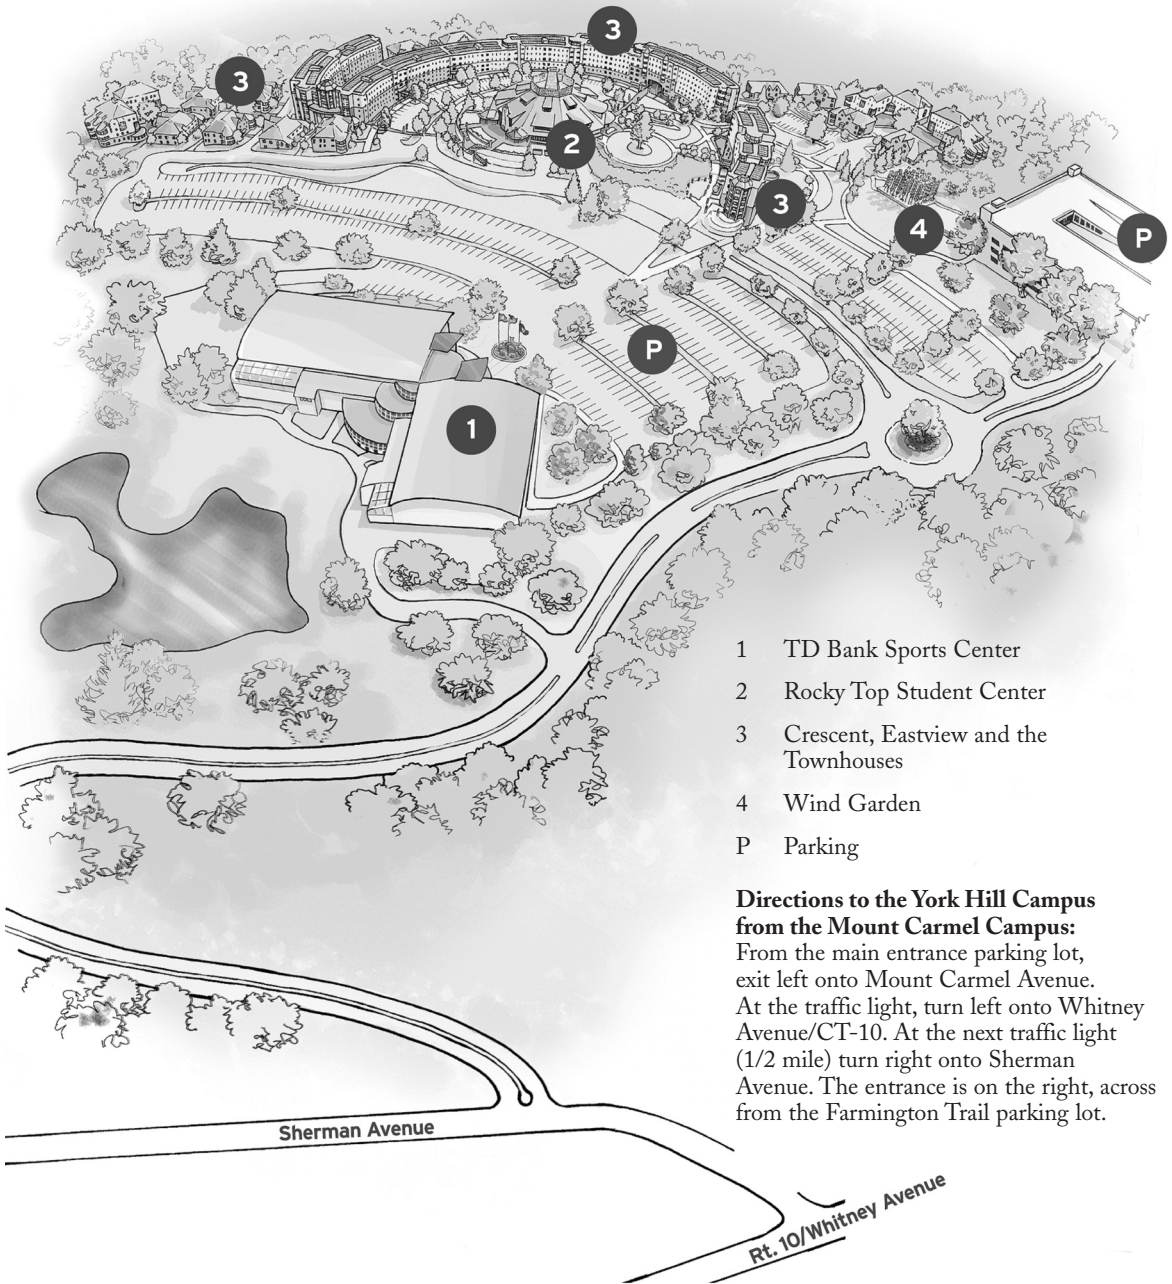 3
3
2
3
4
P
P
1
1 TD Bank Sports Center
2 Rocky Top Student Center
3 Crescent, Eastview and the
Townhouses
4 Wind Garden
P Parking
Directions to the York Hill Campus
from the Mount Carmel Campus:
From the main entrance parking lot,
exit left onto Mount Carmel Avenue.
At the traffic light, turn left onto Whitney
Avenue/CT-10. At the next traffic light
(1/2 mile) turn right onto Sherman
Avenue. The entrance is on the right, across
from the Farmington Trail parking lot.
Sherman Avenue
Rt. 10/Whitney Avenue